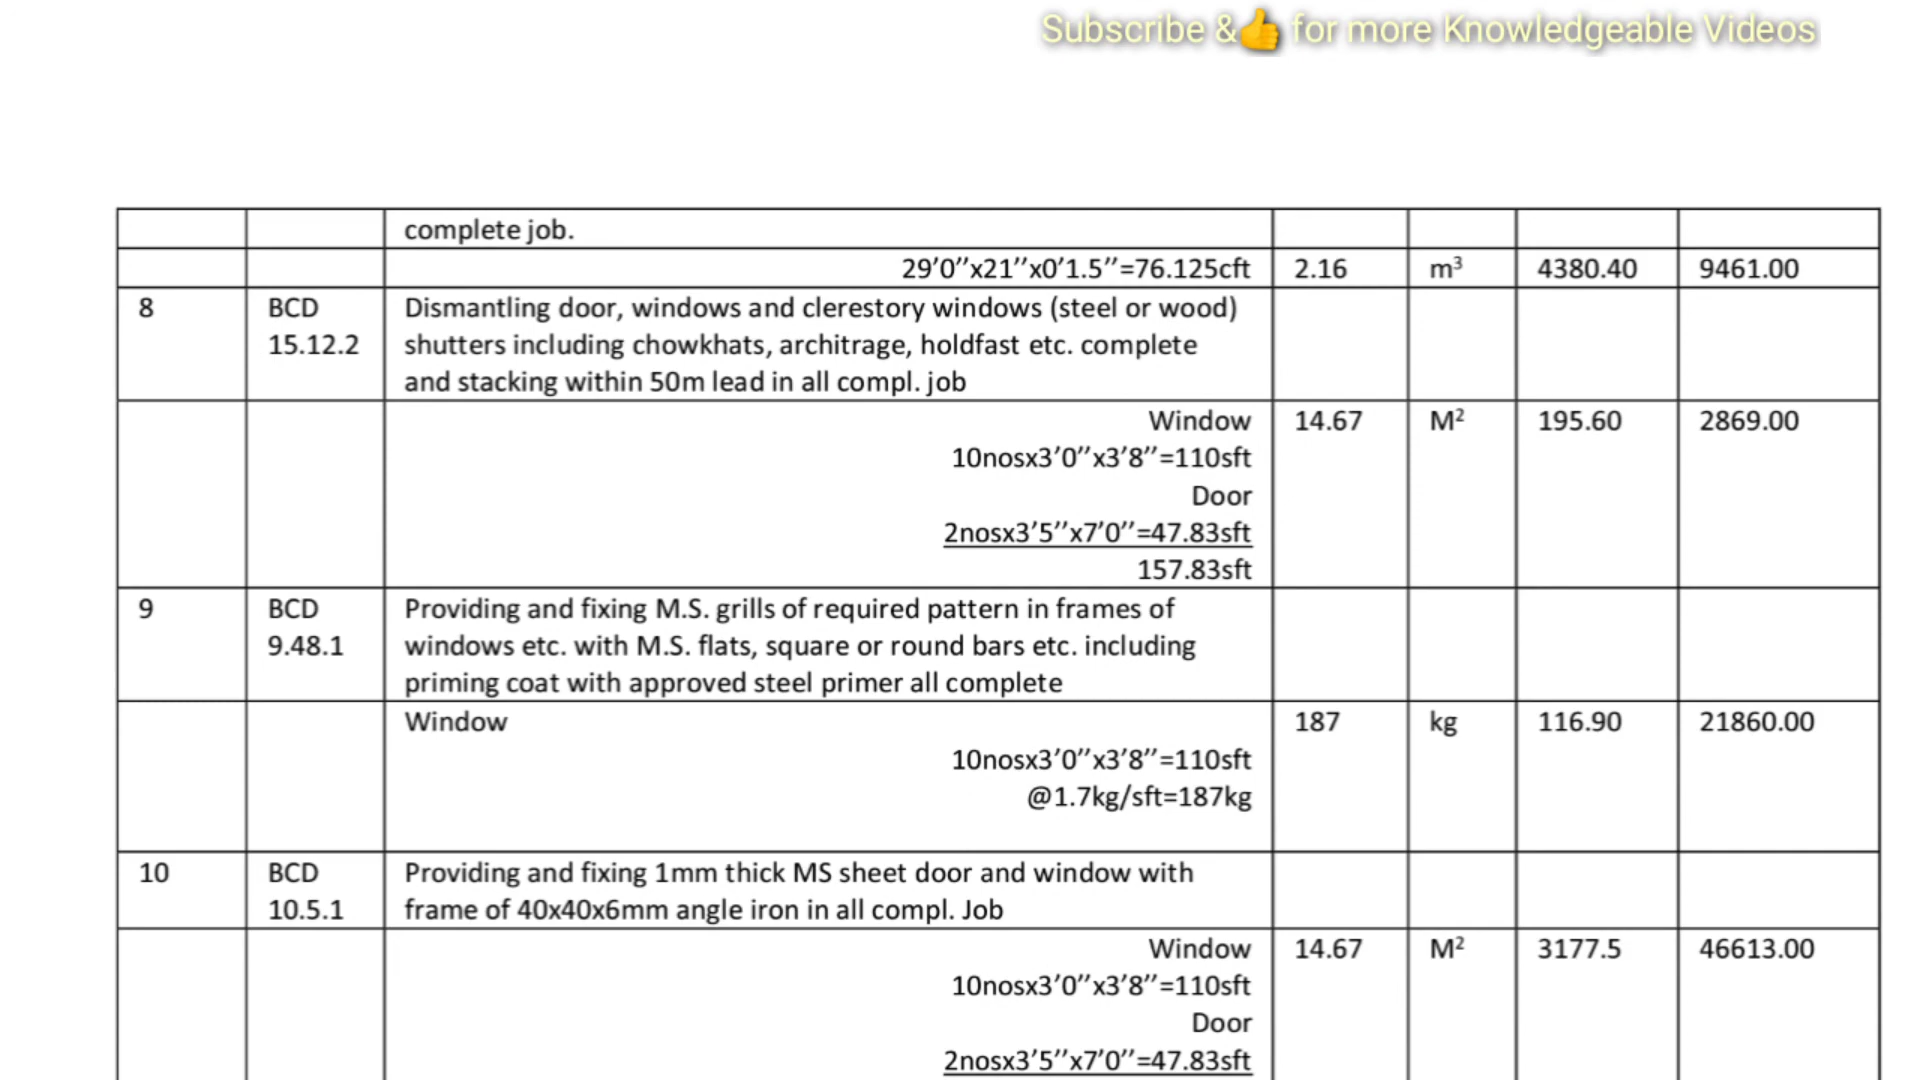 Subscribe &👍 for more Knowledgeable Videos
complete job.
29’0’’x21’’x0’1.5’’=76.125cft 2.16 m³ 4380.40 9461.00
8 BCD Dismantling door, windows and clerestory windows (steel or wood)
15.12.2 shutters including chowkhats, architrage, holdfast etc. complete
and stacking within 50m lead in all compl. job
Window 14.67 M² 195.60 2869.00
10nosx3’0’’x3’8’’=110sft
Door
2nosx3’5’’x7’0’’=47.83sft
157.83sft
9 BCD Providing and fixing M.S. grills of required pattern in frames of
9.48.1 windows etc. with M.S. flats, square or round bars etc. including
priming coat with approved steel primer all complete
Window 187 kg 116.90 21860.00
10nosx3’0’’x3’8’’=110sft
@1.7kg/sft=187kg
10 BCD Providing and fixing 1mm thick MS sheet door and window with
10.5.1 frame of 40x40x6mm angle iron in all compl. Job
Window 14.67 M² 3177.5 46613.00
10nosx3’0’’x3’8’’=110sft
Door
2nosx3’5’’x7’0’’=47.83sft